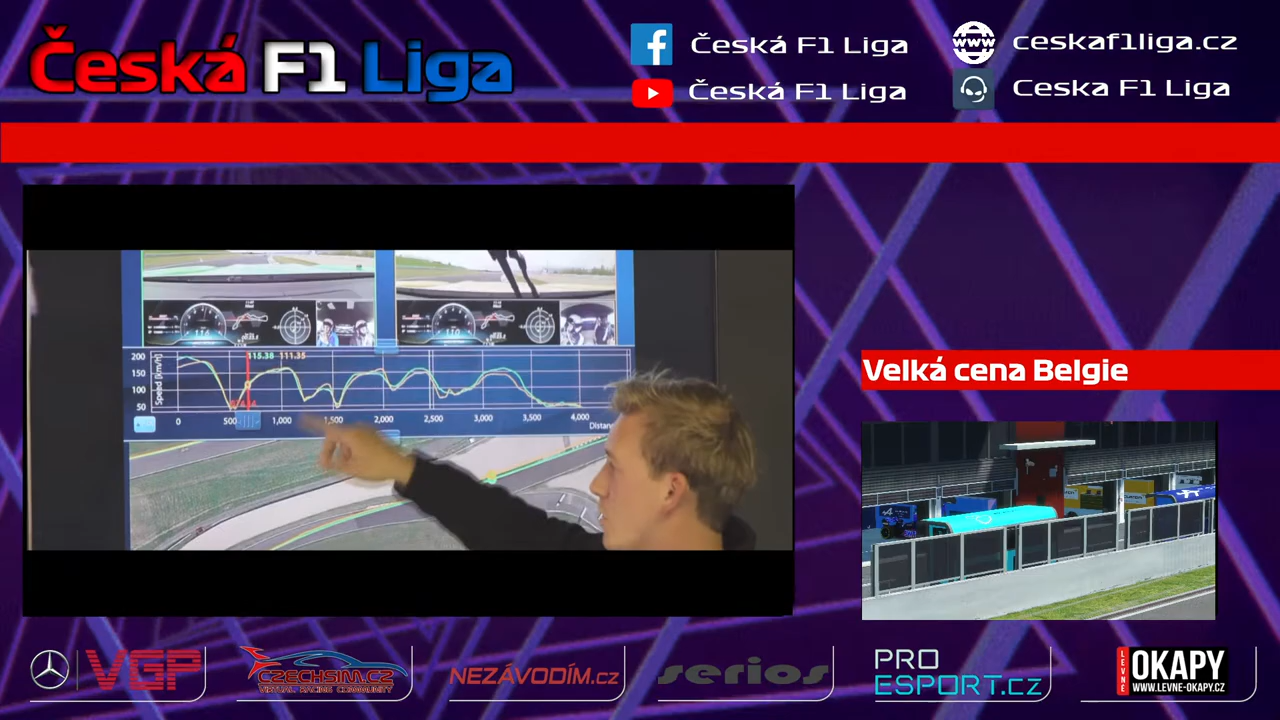 Česká F1 Liga
Česká F1 Liga
Česká F1 Liga
www
ceskaf1liga.cz
Ceska F1 Liga
115.38 111.35
Speed [km/h]
200
150
100
50
0 500 1,000 1,500 2,000 2,500 3,000 3,500 4,000
Distan
Velká cena Belgie
VGP
CZECHSIM.CZ
VIRTUAL RACING COMMUNITY
NEZÁVODÍM.cz
serios
PRO
ESPORT.cz
LEVNÉ
OKAPY
WWW.LEVNE-OKAPY.CZ